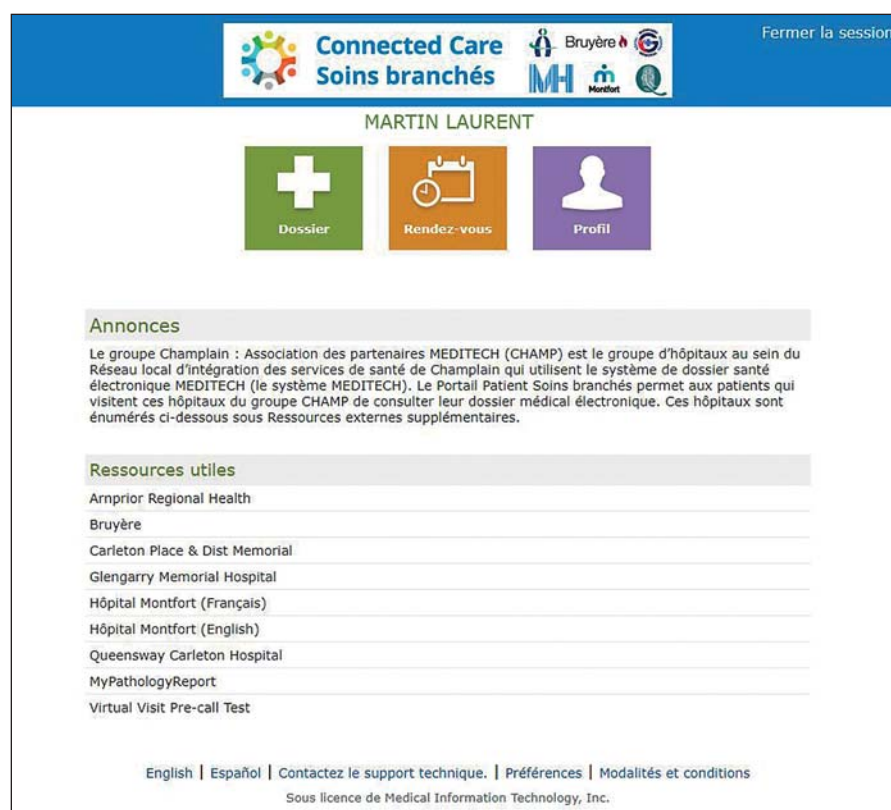 Fermer la session
Connected Care
Soins branchés
Bruyère
MH
Montfort
Q
MARTIN LAURENT
Dossier
Rendez-vous
Profil
Annonces
Le groupe Champlain : Association des partenaires MEDITECH (CHAMP) est le groupe d'hôpitaux au sein du
Réseau local d'intégration des services de santé de Champlain qui utilisent le système de dossier santé
électronique MEDITECH (le système MEDITECH). Le Portail Patient Soins branchés permet aux patients qui
visitent ces hôpitaux du groupe CHAMP de consulter leur dossier médical électronique. Ces hôpitaux sont
énumérés ci-dessous sous Ressources externes supplémentaires.
Ressources utiles
Arnprior Regional Health
Bruyère
Carleton Place & Dist Memorial
Glengarry Memorial Hospital
Hôpital Montfort (Français)
Hôpital Montfort (English)
Queensway Carleton Hospital
MyPathologyReport
Virtual Visit Pre-call Test
English | Español | Contactez le support technique. | Préférences | Modalités et conditions
Sous licence de Medical Information Technology, Inc.